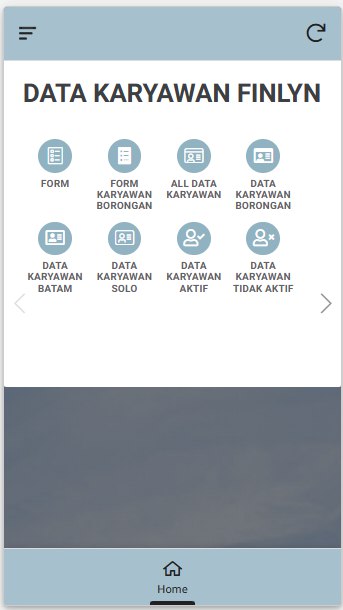 DATA KARYAWAN FINLYN
FORM
FORM
KARYAWAN
BORONGAN
ALL DATA
KARYAWAN
DATA
KARYAWAN
BORONGAN
DATA
KARYAWAN
BATAM
DATA
KARYAWAN
SOLO
DATA
KARYAWAN
AKTIF
DATA
KARYAWAN
TIDAK AKTIF
Home